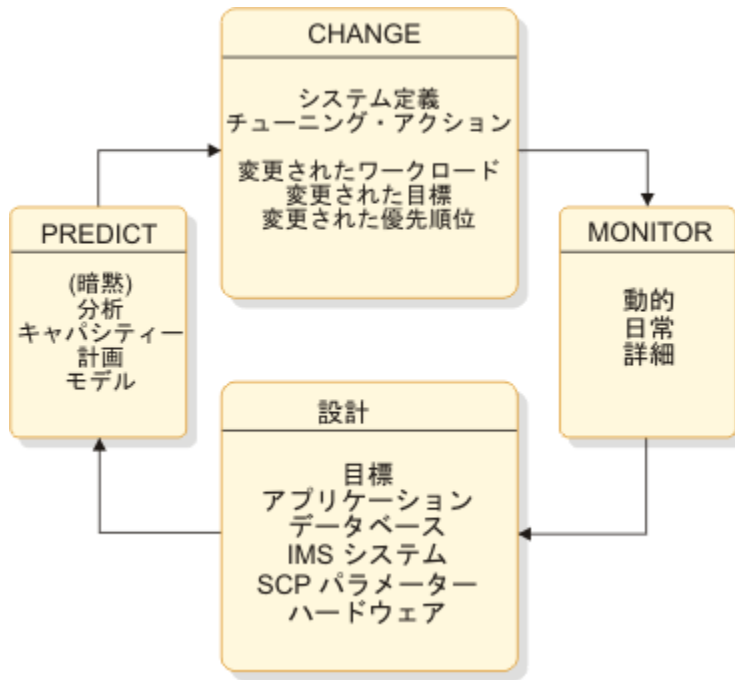 CHANGE
システム定義
チューニング・アクション
変更されたワークロード
変更された目標
変更された優先順位
PREDICT
(暗黙)
分析
キャパシティー
計画
モデル
MONITOR
動的
日常
詳細
設計
目標
アプリケーション
データベース
IMS システム
SCP パラメーター
ハードウェア